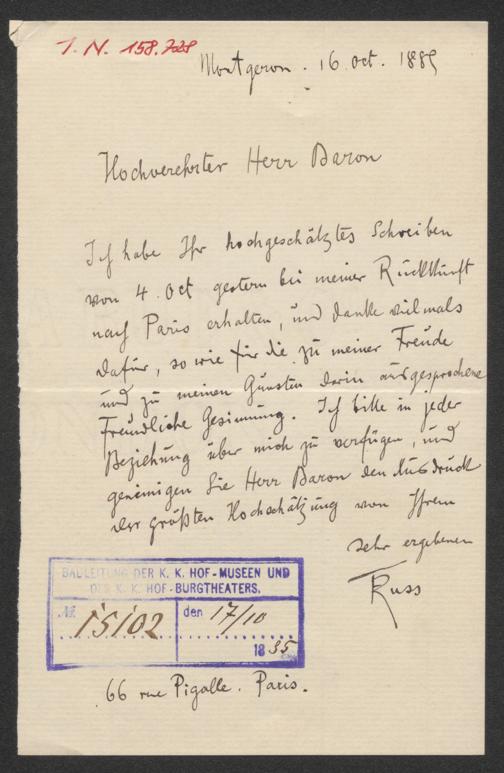 I. N. 158.728
Montgeron. 16. oct. 1885
Hochverehrter Herr Baron
Ich habe Ihr hochgeschätztes Schreiben
von 4. Oct gestern bei meiner Rückkunft
nach Paris erhalten, und danke vielmals
dafür, so wie für die zu meiner Freude
und zu meinen Gunsten darin ausgesprochene
freundliche Gesinnung. Ich bitte in jeder
Beziehung über mich zu verfügen, und
genemigen Sie Herr Baron den Ausdruck
der größten Hochschätzung von Ihrem
sehr ergebenen
Russ
BAULEITUNG DER K. K. HOF-MUSEEN UND
DES K. K. HOF-BURGTHEATERS.
№ 15102 den 17/10
1885
66 rue Pigalle. Paris.